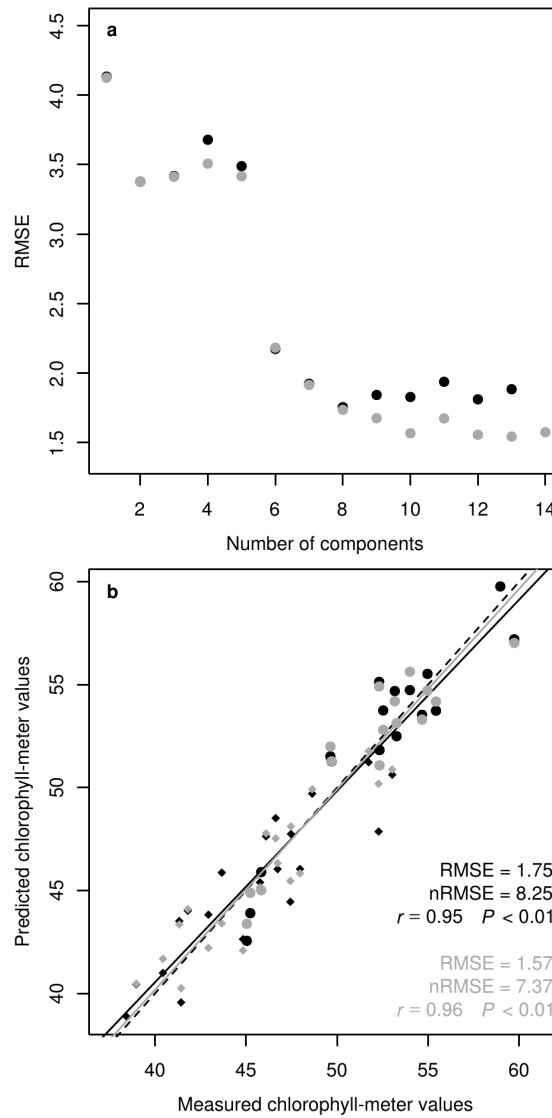 a
4.5
4.0
3.5
3.0
2.5
2.0
1.5
RMSE
2 4 6 8 10 12 14
Number of components
b
60
55
50
45
40
Predicted chlorophyll-meter values
RMSE = 1.75
nRMSE = 8.25
r = 0.95 P < 0.01
RMSE = 1.57
nRMSE = 7.37
r = 0.96 P < 0.01
40 45 50 55 60
Measured chlorophyll-meter values